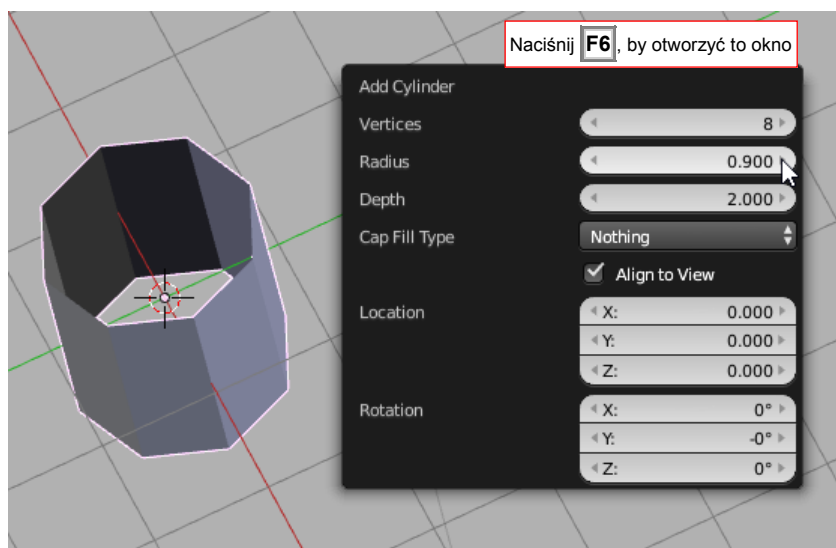 Naciśnij F6, by otworzyć to okno
Add Cylinder
Vertices 8
Radius 0.900
Depth 2.000
Cap Fill Type Nothing
Align to View
Location X: 0.000
Y: 0.000
Z: 0.000
Rotation X: 0°
Y: -0°
Z: 0°